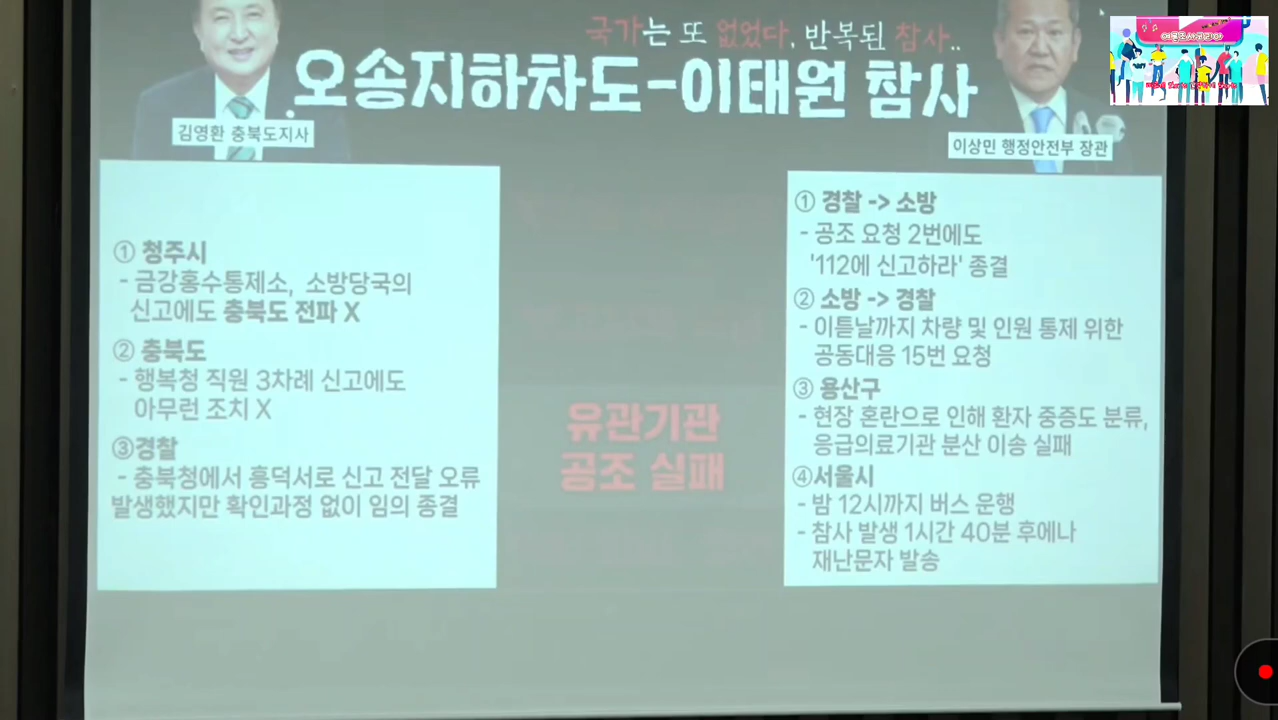 국가는 또 없었다. 반복된 참사..
오송지하차도-이태원 참사
김영환 충북도지사
이상민 행정안전부 장관
① 청주시
- 금강홍수통제소, 소방당국의
신고에도 충북도 전파 X
② 충북도
- 행복청 직원 3차례 신고에도
아무런 조치 X
③경찰
- 충북청에서 흥덕서로 신고 전달 오류
발생했지만 확인과정 없이 임의 종결
유관기관
공조 실패
① 경찰 -> 소방
- 공조 요청 2번에도
'112에 신고하라' 종결
② 소방 -> 경찰
- 이튿날까지 차량 및 인원 통제 위한
공동대응 15번 요청
③ 용산구
- 현장 혼란으로 인해 환자 중증도 분류,
응급의료기관 분산 이송 실패
④서울시
- 밤 12시까지 버스 운행
- 참사 발생 1시간 40분 후에나
재난문자 발송